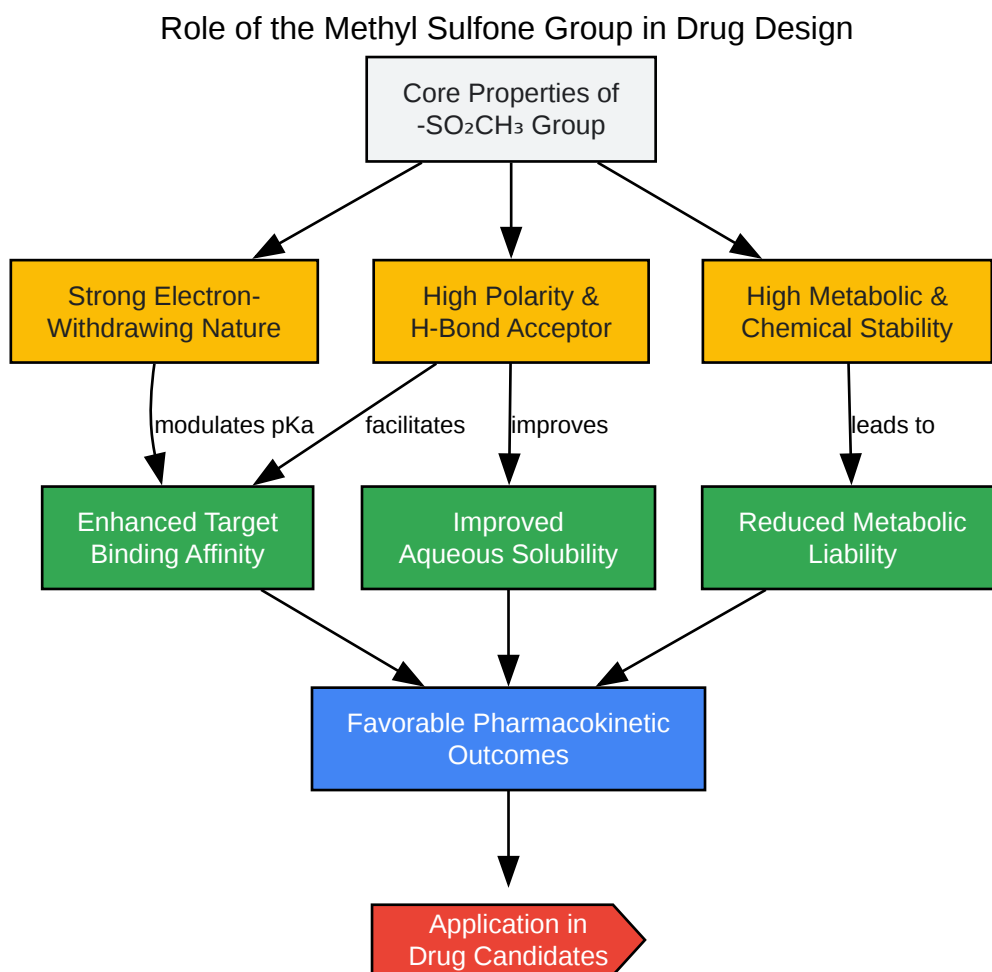 Role of the Methyl Sulfone Group in Drug Design
Core Properties of
-SO₂CH₃ Group
Strong Electron-
Withdrawing Nature
High Polarity &
H-Bond Acceptor
High Metabolic &
Chemical Stability
modulates pKa
facilitates
improves
leads to
Enhanced Target
Binding Affinity
Improved
Aqueous Solubility
Reduced Metabolic
Liability
Favorable Pharmacokinetic
Outcomes
Application in
Drug Candidates